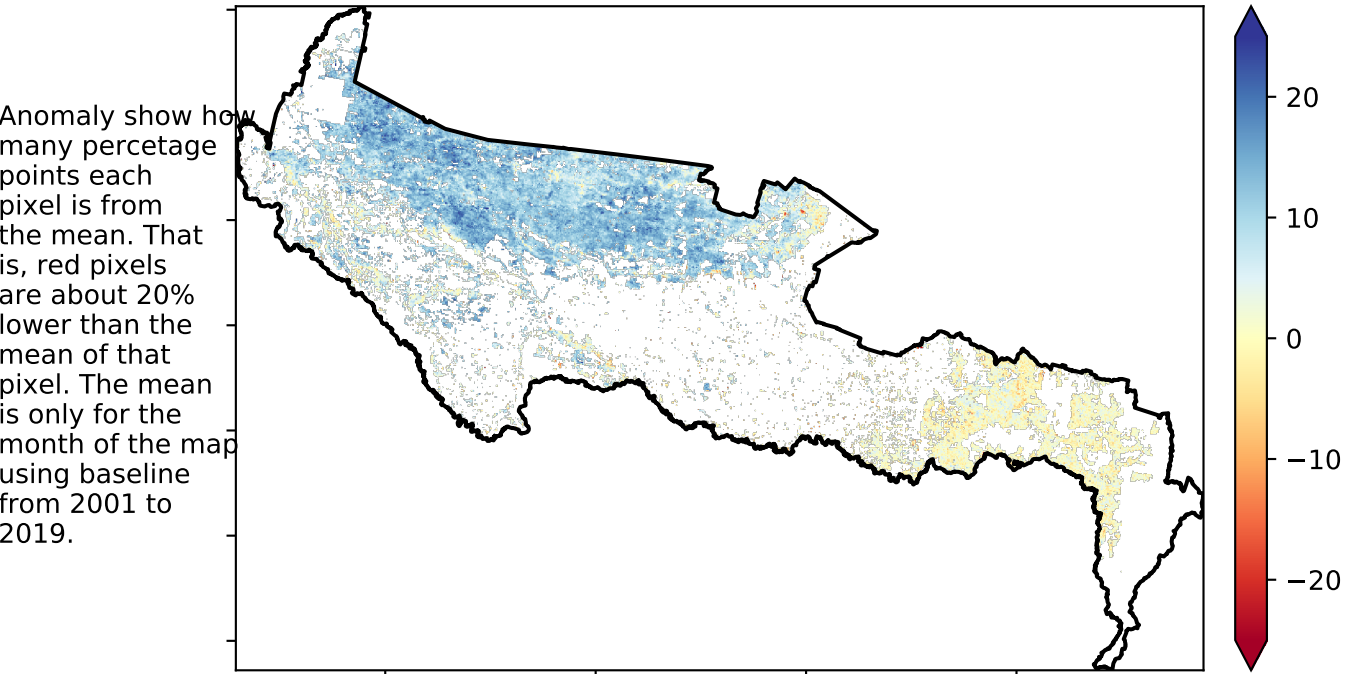 Anomaly show how
many percetage
points each
pixel is from
the mean. That
is, red pixels
are about 20%
lower than the
mean of that
pixel. The mean
is only for the
month of the map
using baseline
from 2001 to
2019.
20
10
0
−10
−20